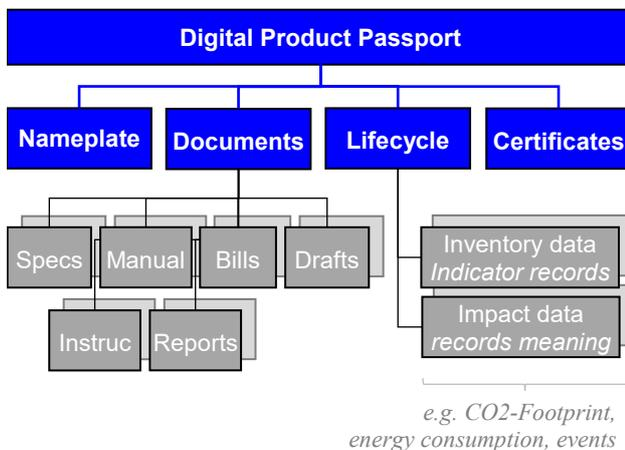 Digital Product Passport
Nameplate
Documents
Lifecycle
Certificates
Specs
Manual
Bills
Drafts
Inventory data
Indicator records
Instruc
Reports
Impact data
records meaning
e.g. CO2-Footprint,
energy consumption, events